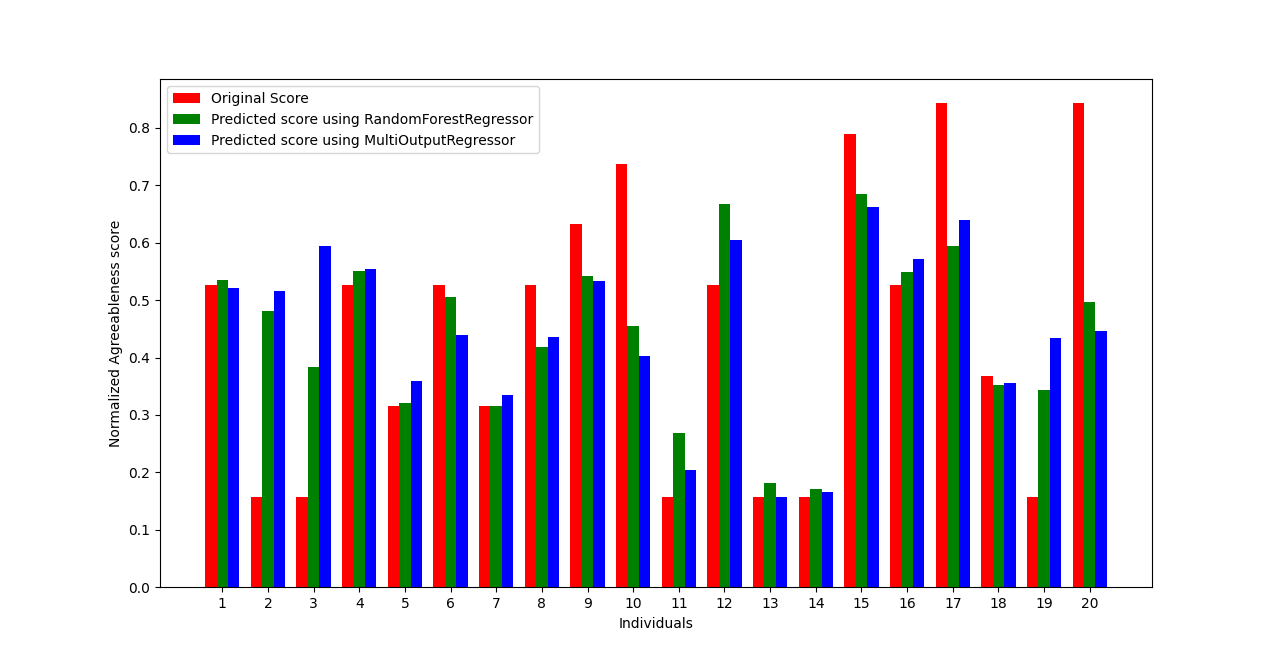 Original Score
Predicted score using RandomForestRegressor
Predicted score using MultiOutputRegressor
Normalized Agreeableness score
0.8
0.7
0.6
0.5
0.4
0.3
0.2
0.1
0.0
1 2 3 4 5 6 7 8 9 10 11 12 13 14 15 16 17 18 19 20
Individuals